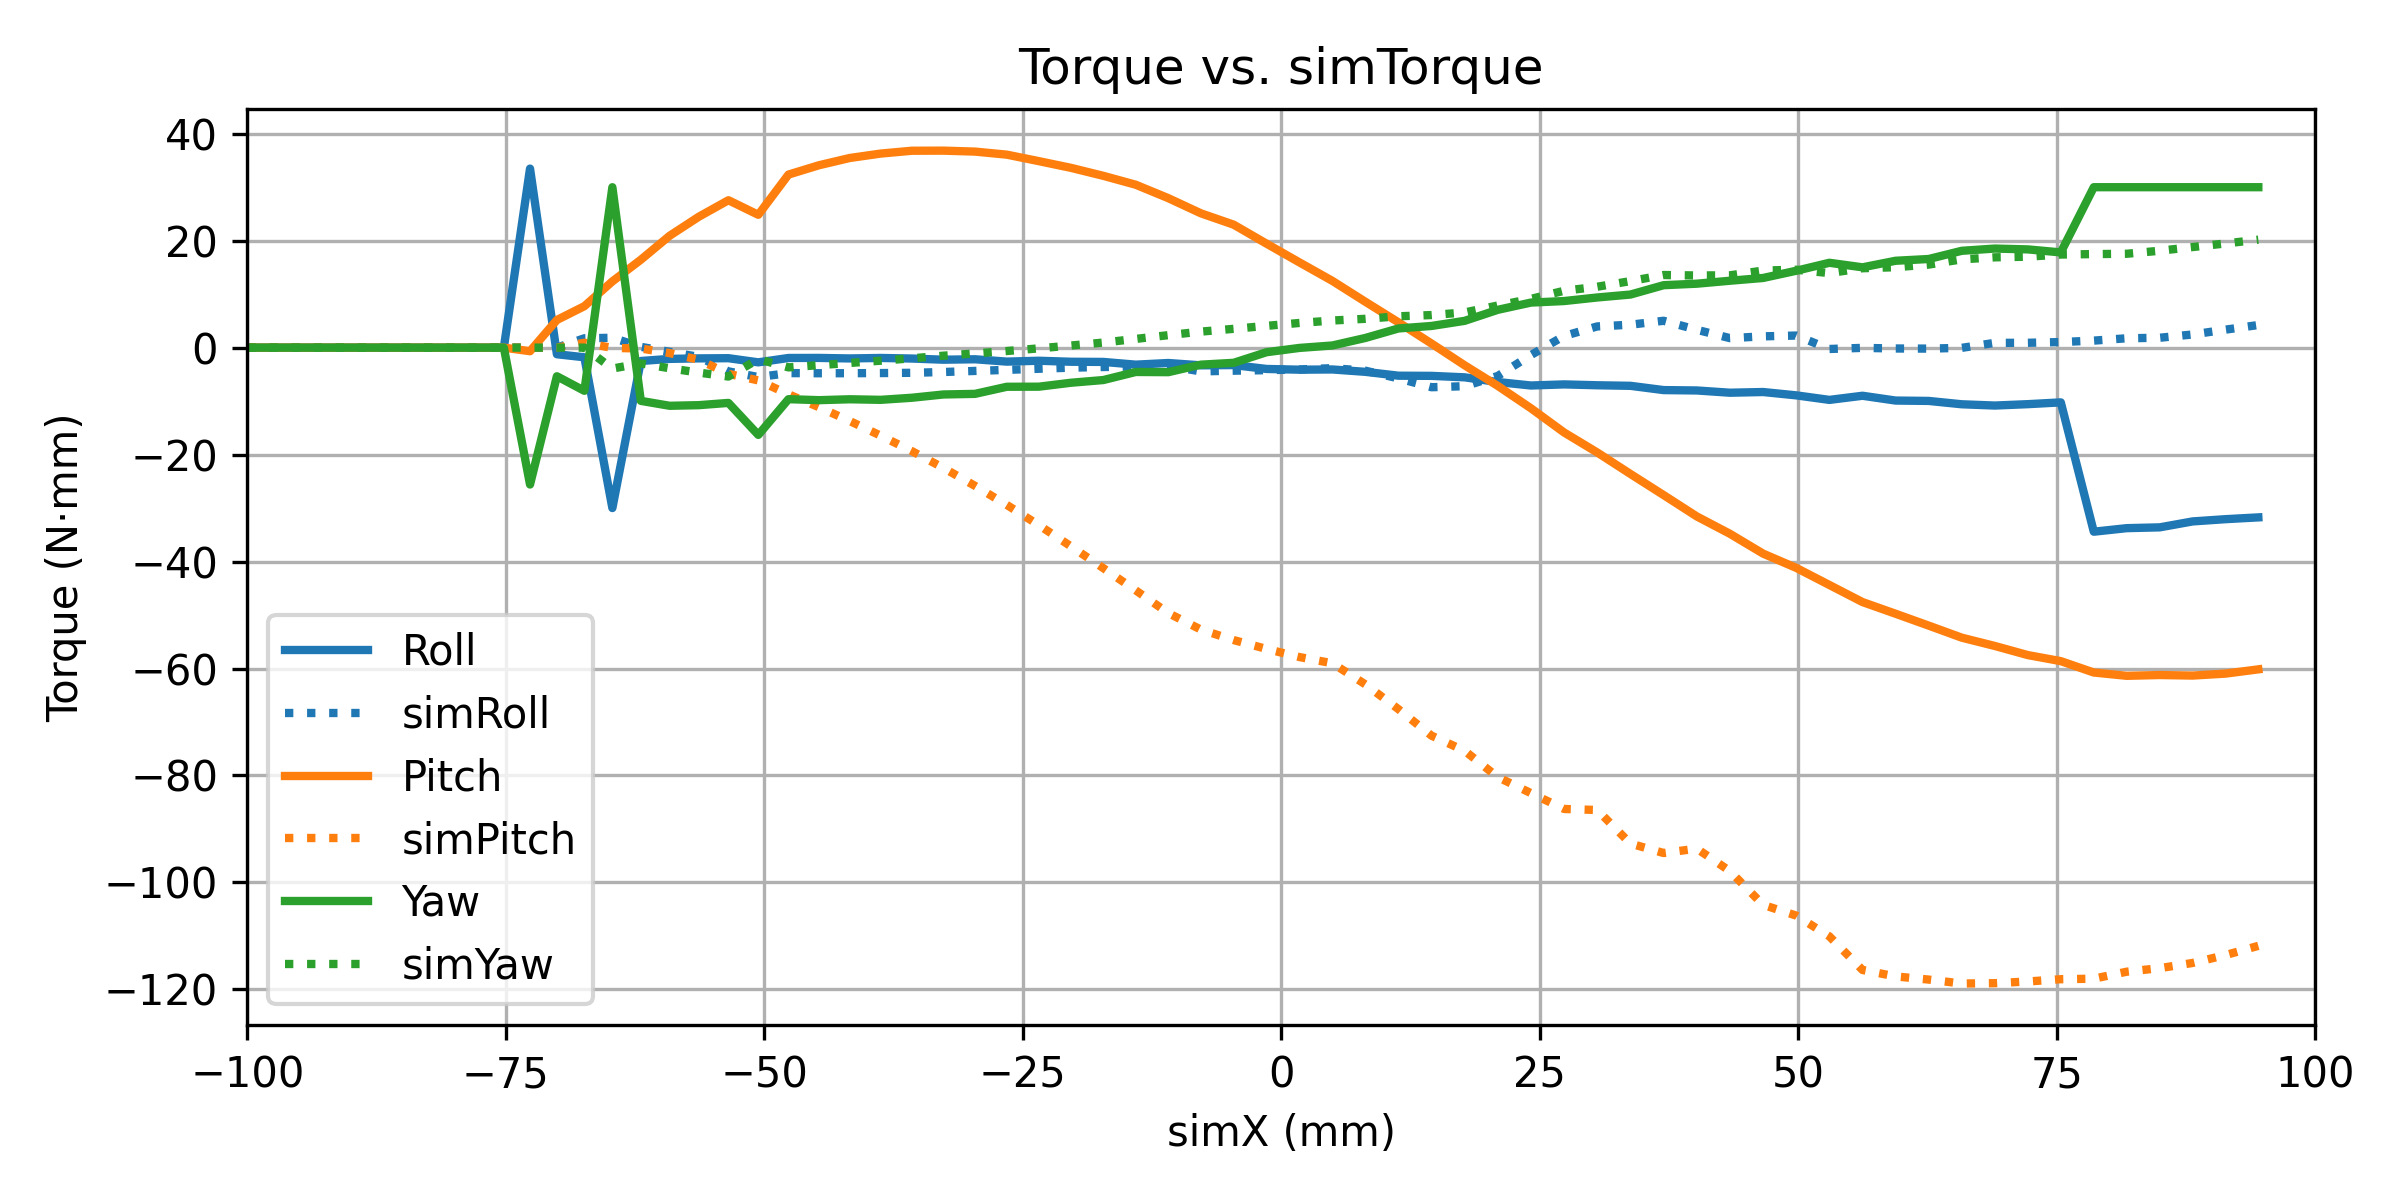 Torque vs. simTorque
40
20
0
−20
−40
−60
−80
−100
−120
Torque (N·mm)
Roll
simRoll
Pitch
simPitch
Yaw
simYaw
−100 −75 −50 −25 0 25 50 75 100
simX (mm)